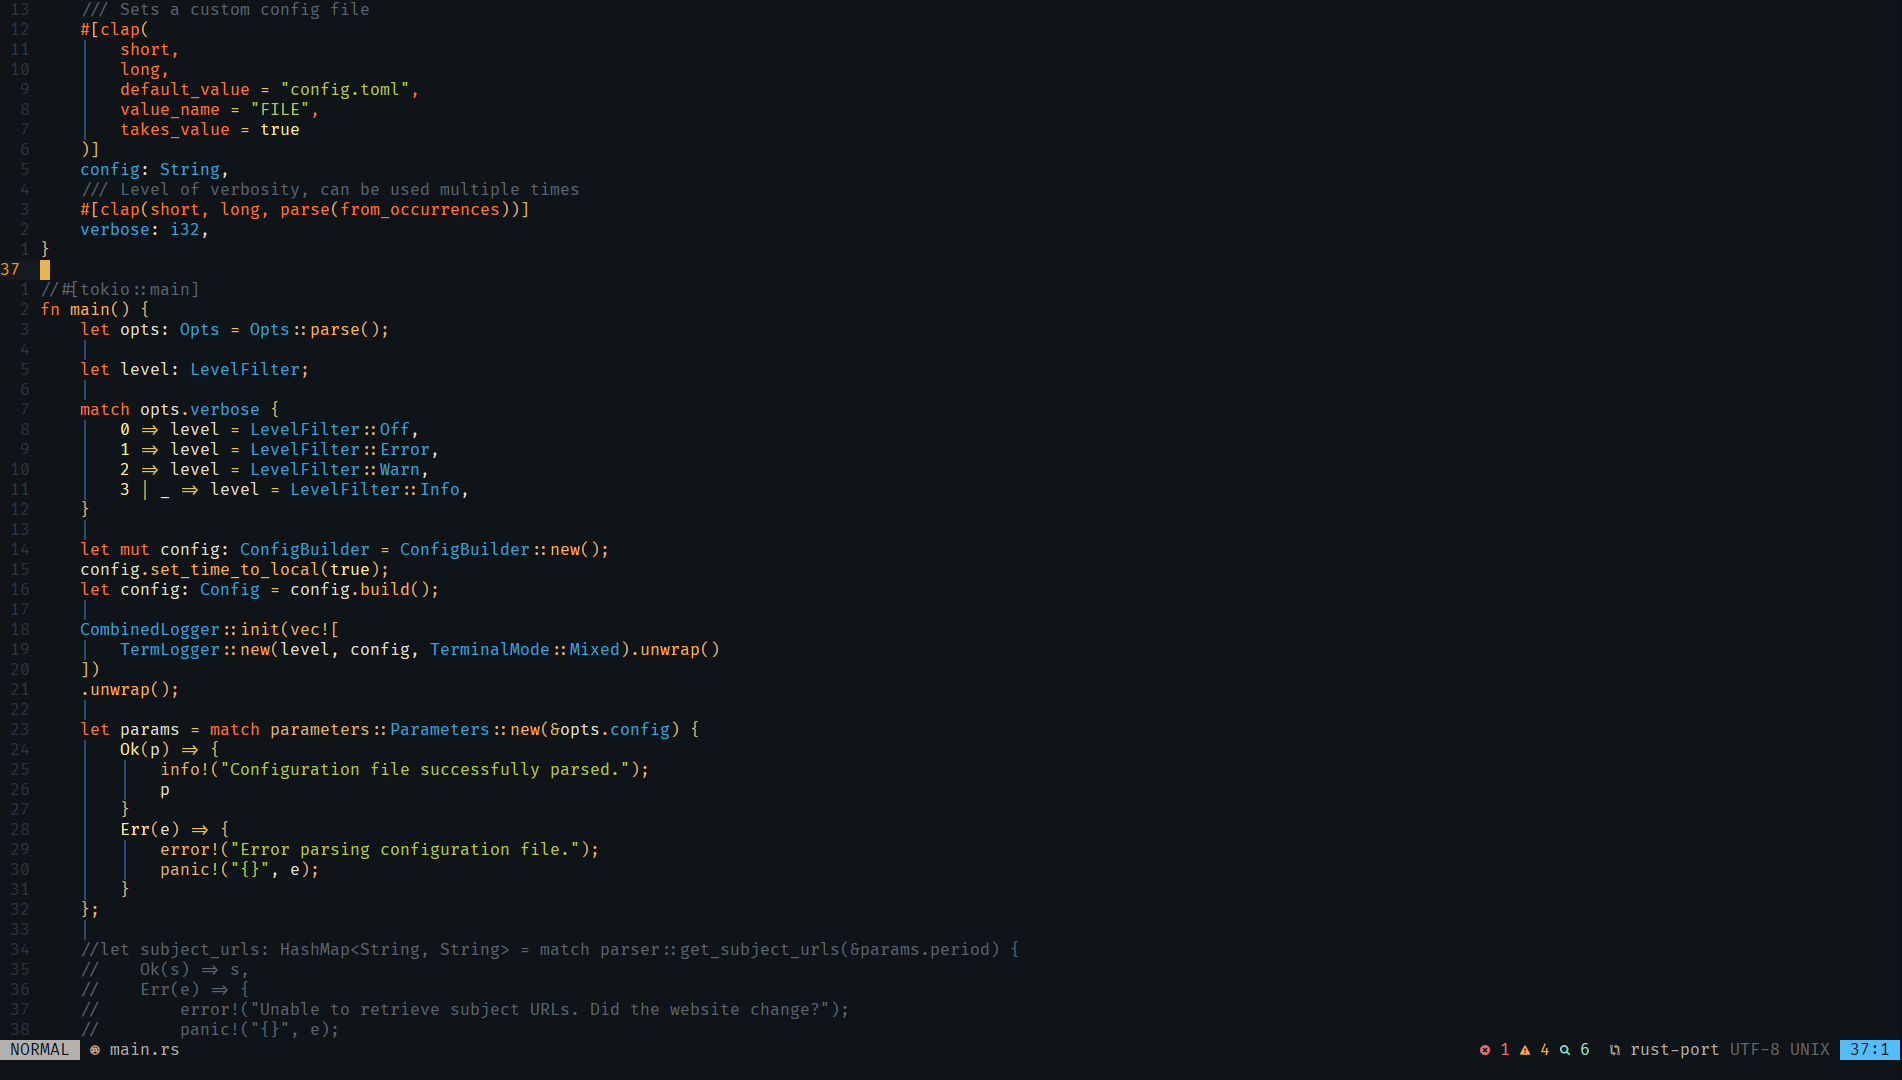 13     /// Sets a custom config file
12     #[clap(
11         short,
10         long,
9         default_value = "config.toml",
8         value_name = "FILE",
7         takes_value = true
6     )]
5     config: String,
4     /// Level of verbosity, can be used multiple times
3     #[clap(short, long, parse(from_occurrences))]
2     verbose: i32,
1 }
37
1 //#[tokio::main]
2 fn main() {
3     let opts: Opts = Opts::parse();
4
5     let level: LevelFilter;
6
7     match opts.verbose {
8         0 => level = LevelFilter::Off,
9         1 => level = LevelFilter::Error,
10         2 => level = LevelFilter::Warn,
11         3 | _ => level = LevelFilter::Info,
12     }
13
14     let mut config: ConfigBuilder = ConfigBuilder::new();
15     config.set_time_to_local(true);
16     let config: Config = config.build();
17
18     CombinedLogger::init(vec![
19         TermLogger::new(level, config, TerminalMode::Mixed).unwrap()
20     ])
21     .unwrap();
22
23     let params = match parameters::Parameters::new(&opts.config) {
24         Ok(p) => {
25             info!("Configuration file successfully parsed.");
26             p
27         }
28         Err(e) => {
29             error!("Error parsing configuration file.");
30             panic!("{}", e);
31         }
32     };
33
34     //let subject_urls: HashMap<String, String> = match parser::get_subject_urls(&params.period) {
35     //    Ok(s) => s,
36     //    Err(e) => {
37     //        error!("Unable to retrieve subject URLs. Did the website change?");
38     //        panic!("{}", e);
NORMAL main.rs 1 4 6 rust-port UTF-8 UNIX 37:1